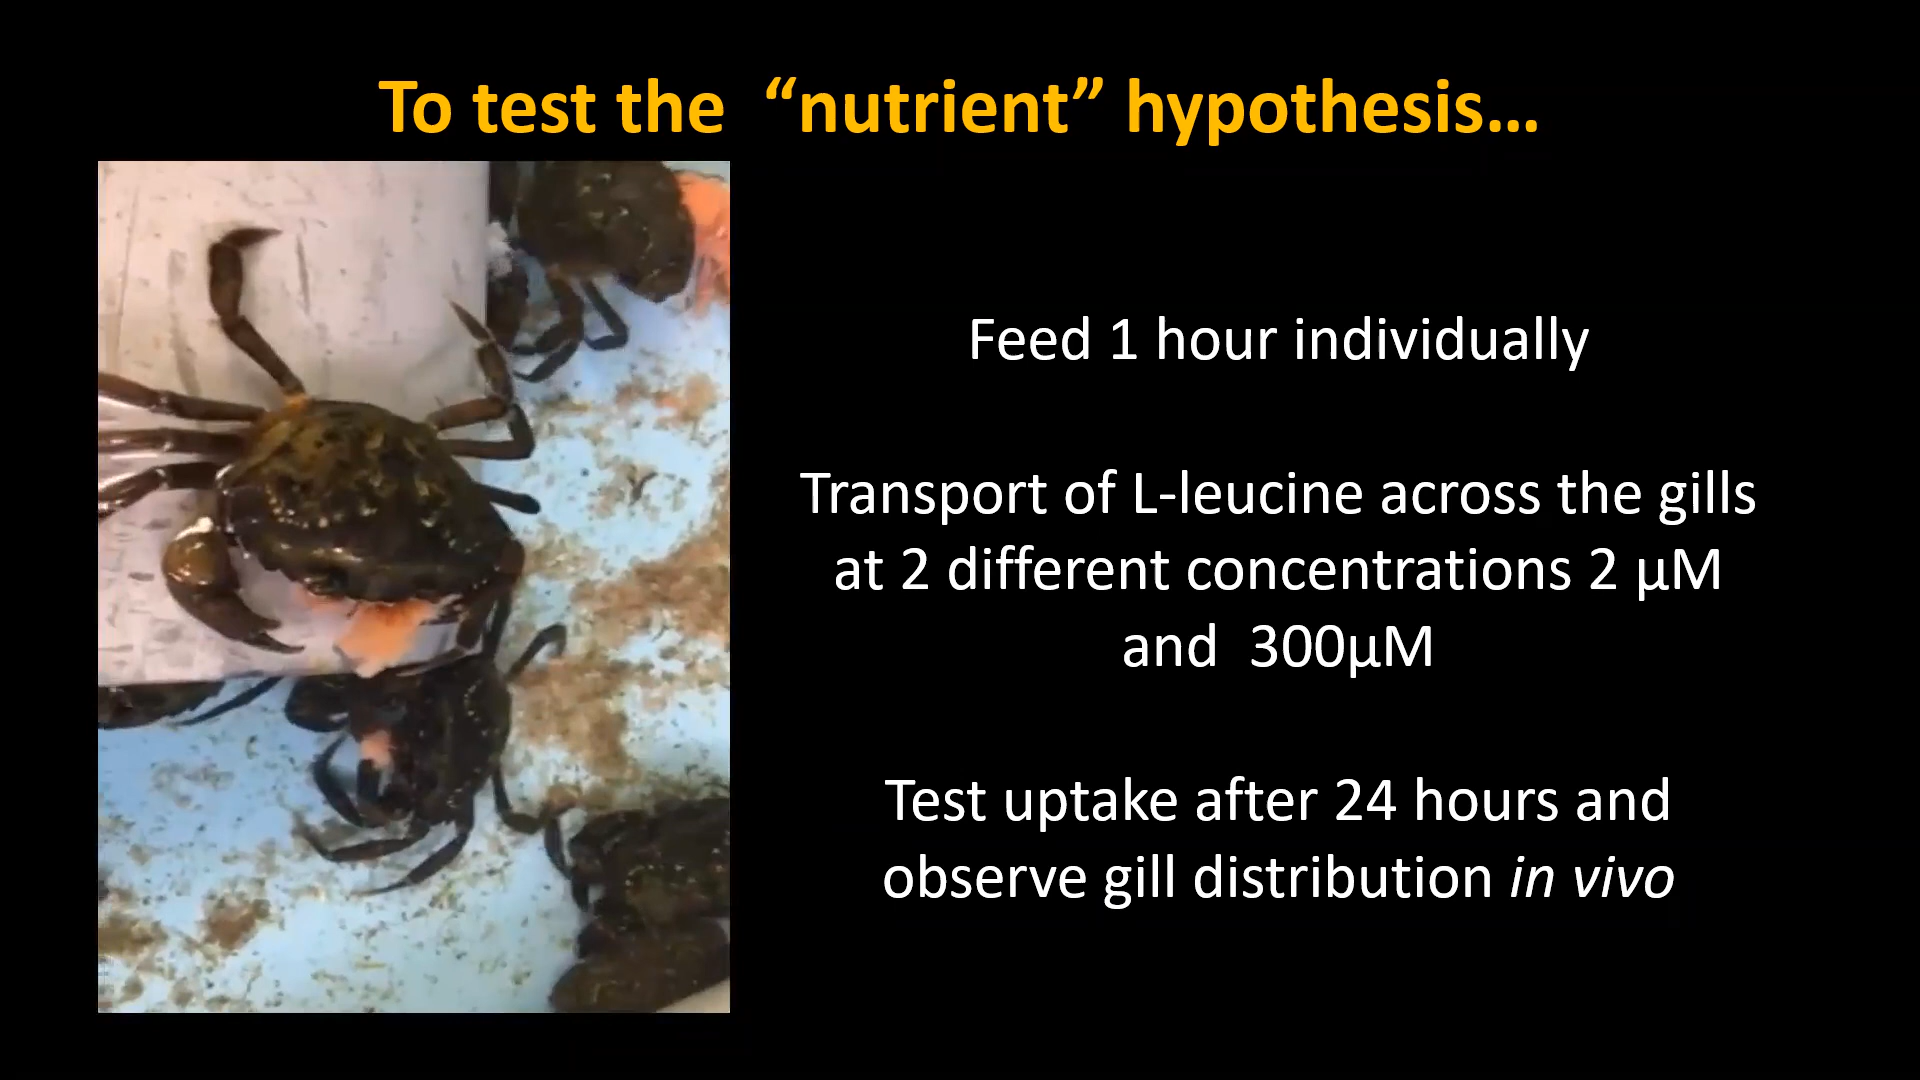 To test the “nutrient” hypothesis…
Feed 1 hour individually
Transport of L-leucine across the gills
at 2 different concentrations 2 µM
and 300µM
Test uptake after 24 hours and
observe gill distribution in vivo